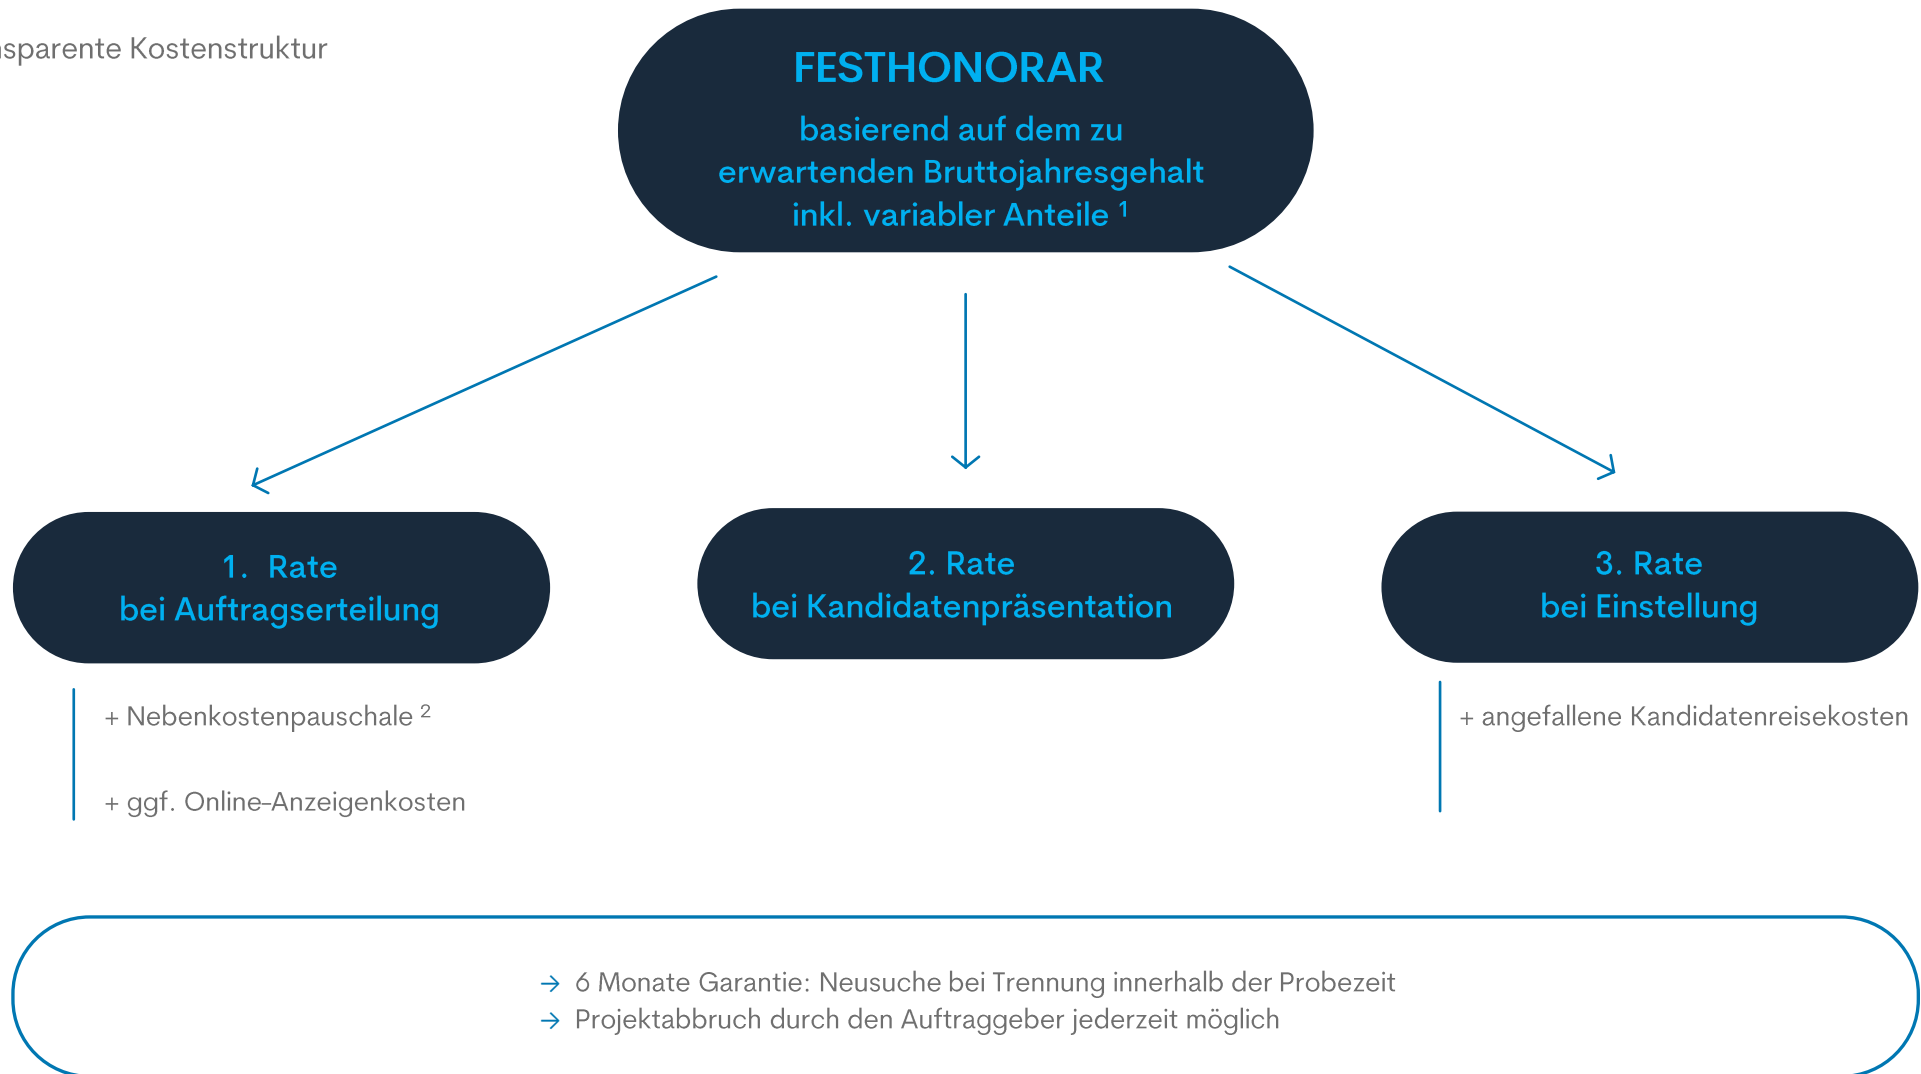 Kostenstruktur
FESTHONORAR
basierend auf dem zu
erwartenden Bruttojahresgehalt
inkl. variabler Anteile ¹
1. Rate
bei Auftragserteilung
2. Rate
bei Kandidatenpräsentation
3. Rate
bei Einstellung
+ Nebenkostenpauschale ²
+ ggf. Online-Anzeigenkosten
+ angefallene Kandidatenreisekosten
→ 6 Monate Garantie: Neusuche bei Trennung innerhalb der Probezeit
→ Projektabbruch durch den Auftraggeber jederzeit möglich